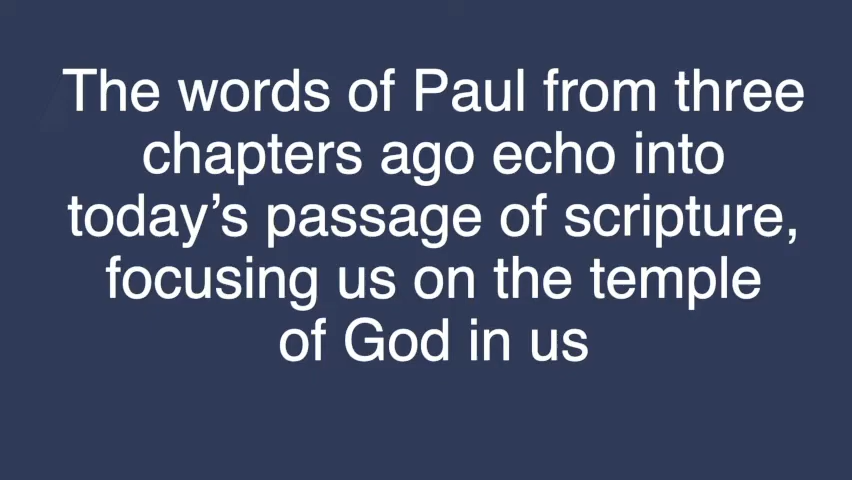 The words of Paul from three
chapters ago echo into
today’s passage of scripture,
focusing us on the temple
of God in us